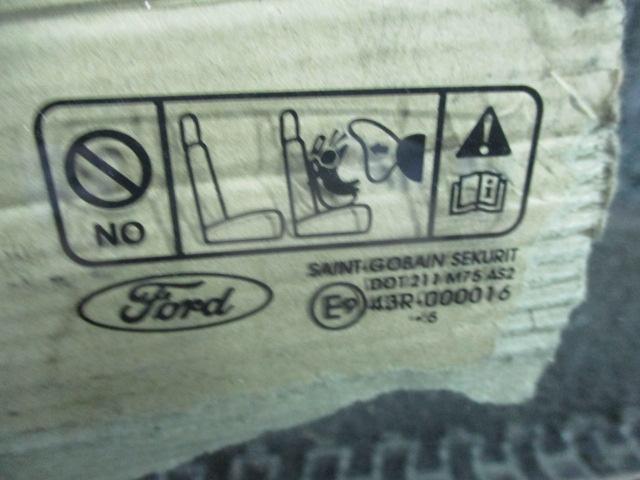 NO
Ford
SAINT-GOBAIN SEKURIT
DOT 211 M75 AS2
E9 43R-000016